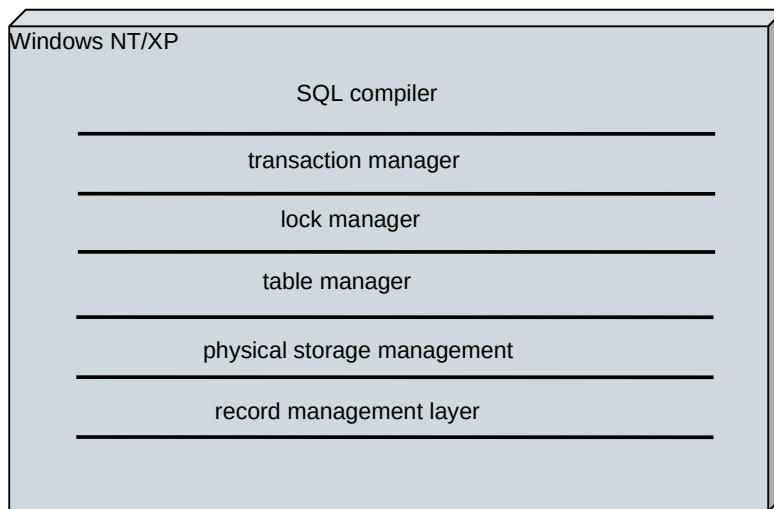 Windows NT/XP
SQL compiler
transaction manager
lock manager
table manager
physical storage management
record management layer